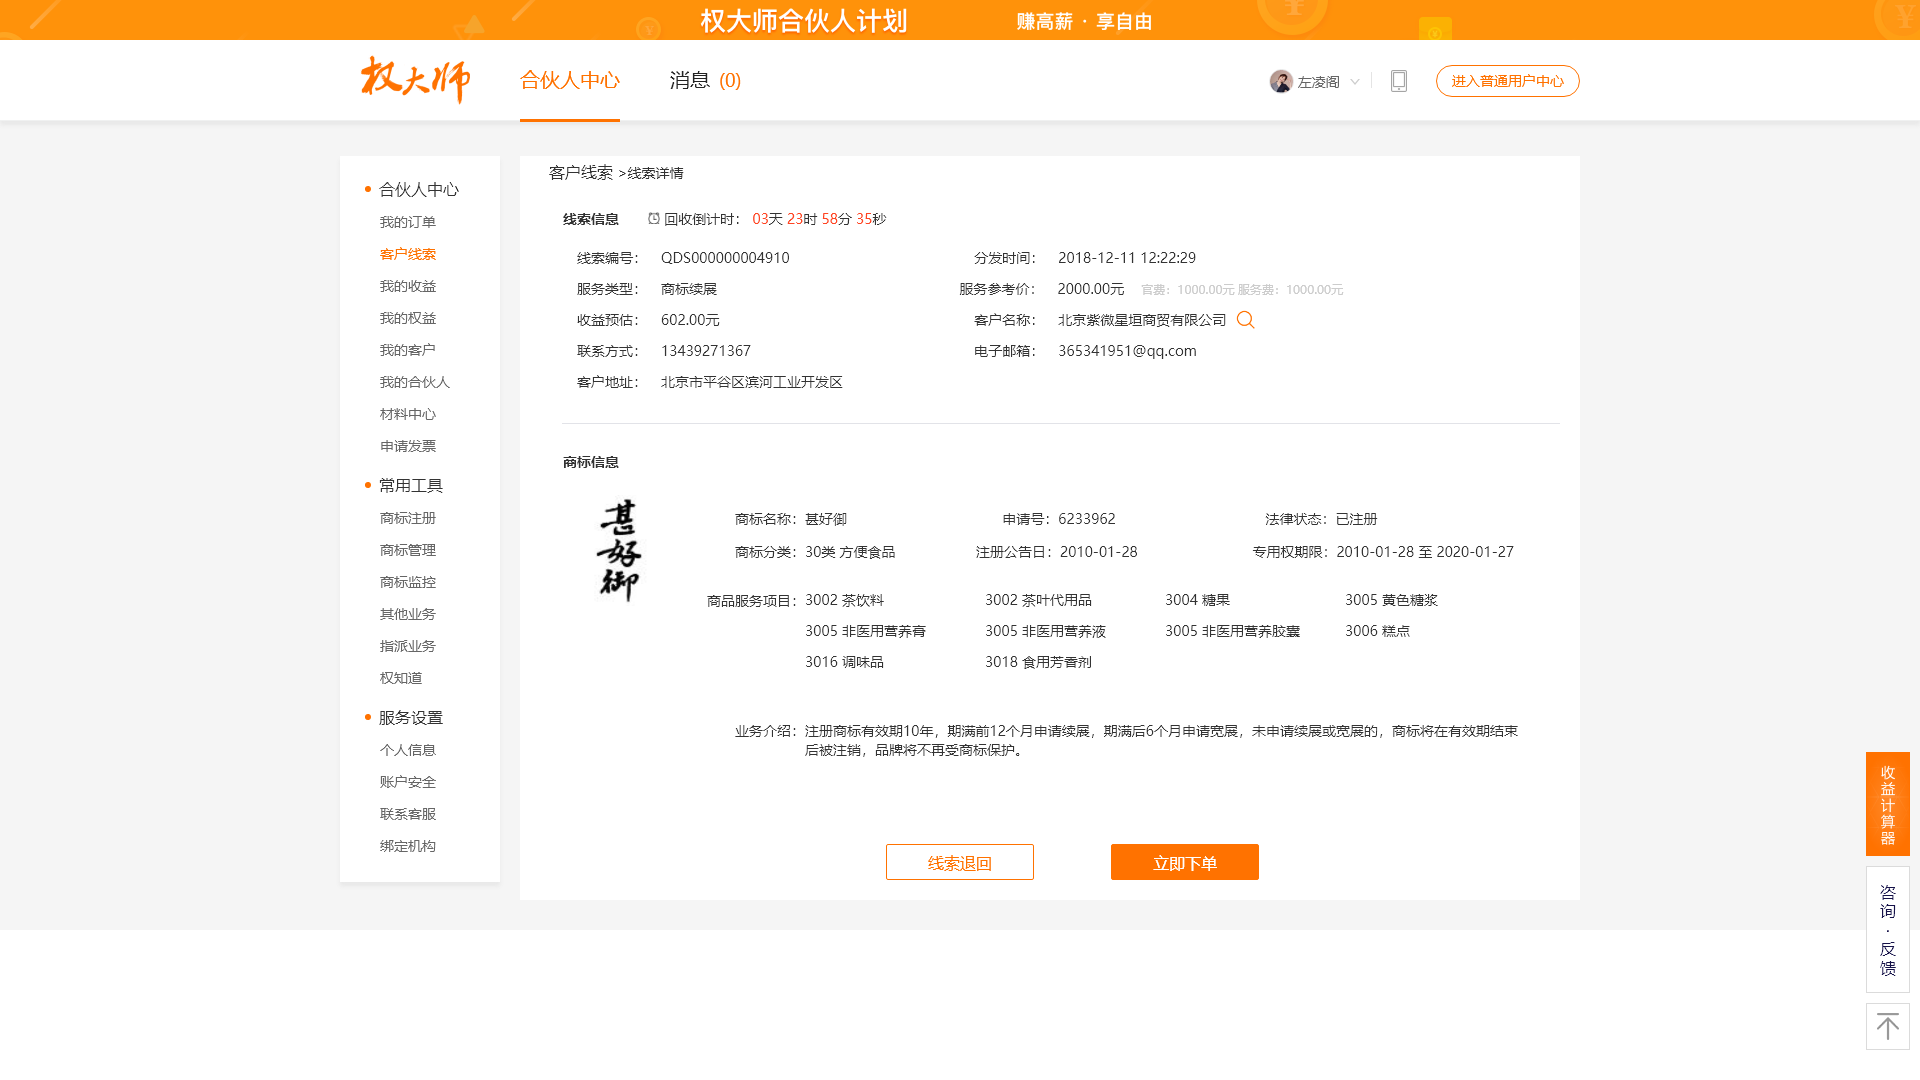 权大师合伙人计划 赚高薪 · 享自由
权大师 合伙人中心 消息 (0) 左凌阁 进入普通用户中心
合伙人中心
我的订单
客户线索
我的收益
我的权益
我的客户
我的合伙人
材料中心
申请发票
常用工具
商标注册
商标管理
商标监控
其他业务
指派业务
权知道
服务设置
个人信息
账户安全
联系客服
绑定机构
客户线索 >线索详情
线索信息 回收倒计时： 03天 23时 58分 35秒
线索编号： QDS000000004910 分发时间： 2018-12-11 12:22:29
服务类型： 商标续展 服务参考价： 2000.00元 官费：1000.00元 服务费：1000.00元
收益预估： 602.00元 客户名称： 北京紫微星垣商贸有限公司
联系方式： 13439271367 电子邮箱： 365341951@qq.com
客户地址： 北京市平谷区滨河工业开发区
商标信息
甚好御
商标名称：甚好御 申请号：6233962 法律状态：已注册
商标分类：30类 方便食品 注册公告日：2010-01-28 专用权期限：2010-01-28 至 2020-01-27
商品服务项目：3002 茶饮料 3002 茶叶代用品 3004 糖果 3005 黄色糖浆
3005 非医用营养膏 3005 非医用营养液 3005 非医用营养胶囊 3006 糕点
3016 调味品 3018 食用芳香剂
业务介绍：注册商标有效期10年，期满前12个月申请续展，期满后6个月申请宽展，未申请续展或宽展的，商标将在有效期结束
后被注销，品牌将不再受商标保护。
线索退回 立即下单
收益计算器
咨询·反馈